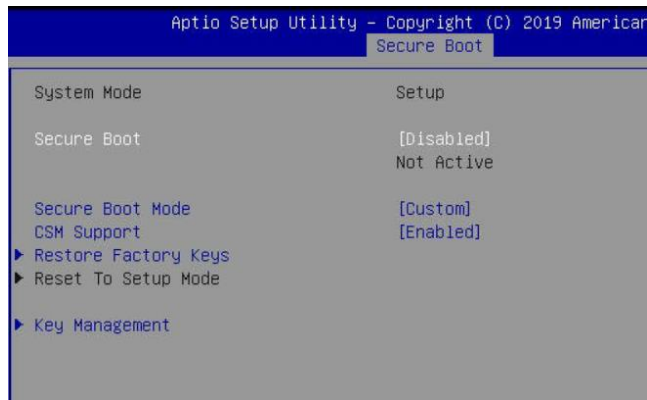 Aptio Setup Utility – Copyright (C) 2019 American
Secure Boot
System Mode Setup
Secure Boot [Disabled]
Not Active
Secure Boot Mode [Custom]
CSM Support [Enabled]
Restore Factory Keys
Reset To Setup Mode
Key Management